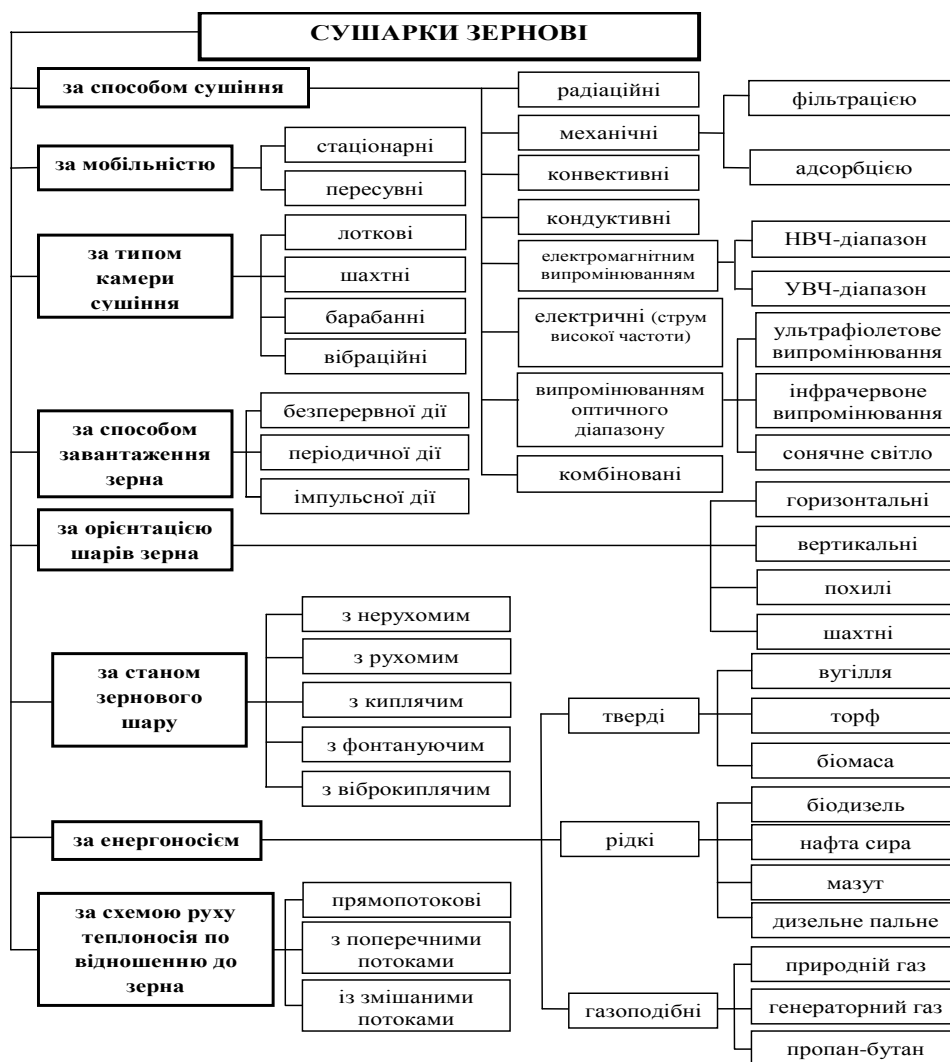 СУШАРКИ ЗЕРНОВІ
за способом сушіння
радіаційні
механічні
фільтрацією
адсорбцією
конвективні
кондуктивні
електромагнітним
випромінюванням
НВЧ-діапазон
УВЧ-діапазон
електричні (струм
високої частоти)
випромінюванням
оптичного
діапазону
ультрафіолетове
випромінювання
інфрачервоне
випромінювання
сонячне світло
комбіновані
за мобільністю
стаціонарні
пересувні
за типом
камери
сушіння
лоткові
шахтні
барабанні
вібраційні
за способом
завантаження
зерна
безперервної дії
періодичної дії
імпульсної дії
за орієнтацією
шарів зерна
горизонтальні
вертикальні
похилі
шахтні
за станом
зернового
шару
з нерухомим
з рухомим
з киплячим
з фонтануючим
з віброкиплячим
за енергоносієм
тверді
вугілля
торф
біомаса
рідкі
біодизель
нафта сира
мазут
дизельне пальне
газоподібні
природній газ
генераторний газ
пропан-бутан
за схемою руху
теплоносія по
відношенню до
зерна
прямопотокові
з поперечними
потоками
із змішаними
потоками